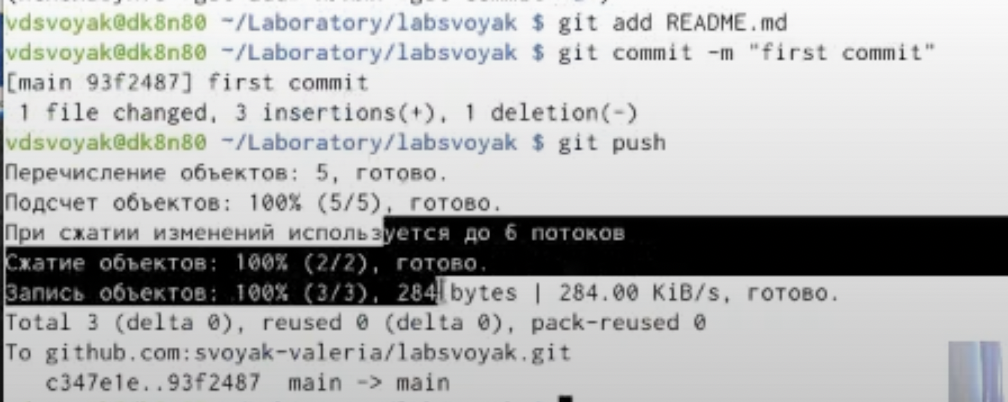 vdsvoyak@dk8n80 ~/Laboratory/labsvoyak $ git add README.md
vdsvoyak@dk8n80 ~/Laboratory/labsvoyak $ git commit -m "first commit"
[main 93f2487] first commit
 1 file changed, 3 insertions(+), 1 deletion(-)
vdsvoyak@dk8n80 ~/Laboratory/labsvoyak $ git push
Перечисление объектов: 5, готово.
Подсчет объектов: 100% (5/5), готово.
При сжатии изменений используется до 6 потоков
Сжатие объектов: 100% (2/2), готово.
Запись объектов: 100% (3/3), 284 bytes | 284.00 KiB/s, готово.
Total 3 (delta 0), reused 0 (delta 0), pack-reused 0
To github.com:svoyak-valeria/labsvoyak.git
   c347e1e..93f2487  main -> main